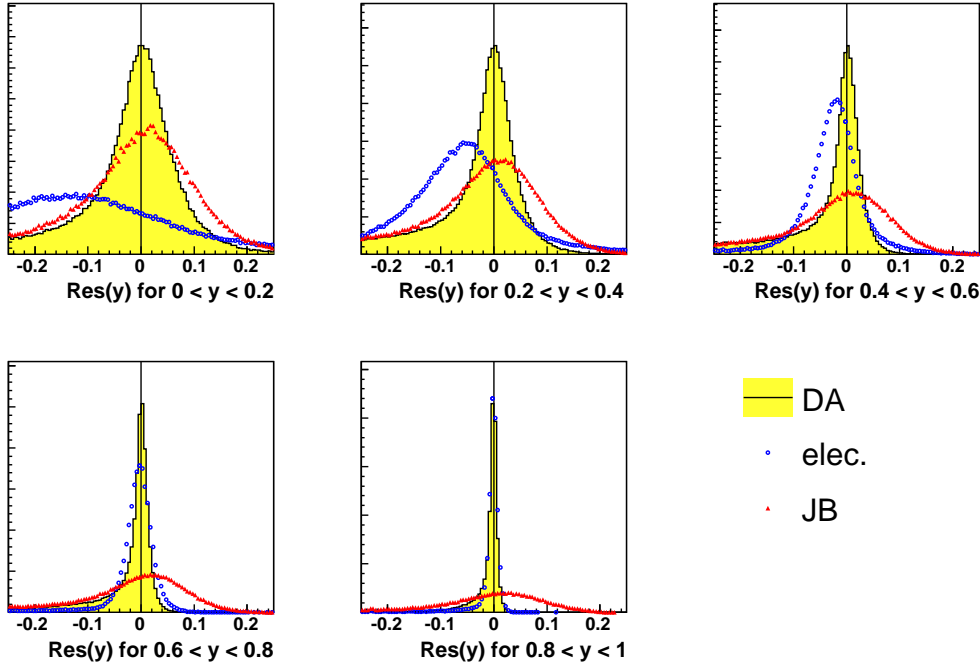 -0.2 -0.1 0 0.1 0.2
Res(y) for 0 < y < 0.2
-0.2 -0.1 0 0.1 0.2
Res(y) for 0.2 < y < 0.4
-0.2 -0.1 0 0.1 0.2
Res(y) for 0.4 < y < 0.6
-0.2 -0.1 0 0.1 0.2
Res(y) for 0.6 < y < 0.8
-0.2 -0.1 0 0.1 0.2
Res(y) for 0.8 < y < 1
DA
elec.
JB